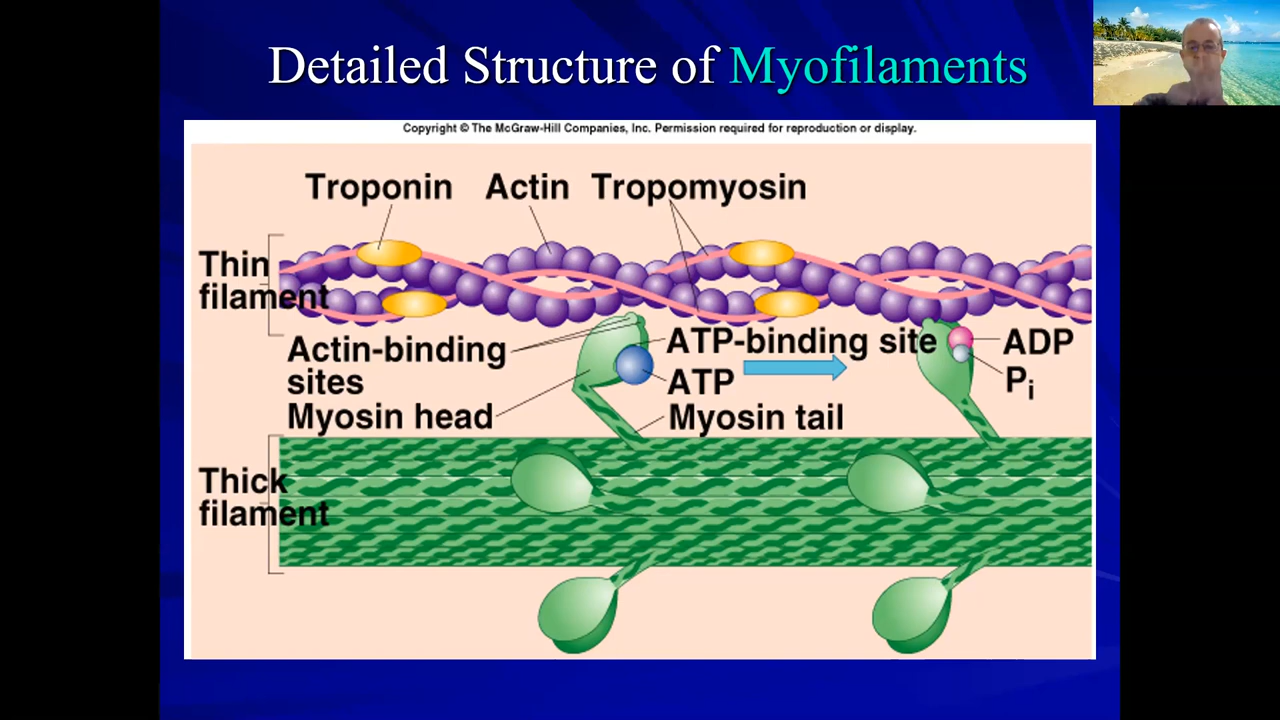 Detailed Structure of Myofilaments
Copyright © The McGraw-Hill Companies, Inc. Permission required for reproduction or display.
Troponin
Actin
Tropomyosin
Thin
filament
Actin-binding
sites
Myosin head
ATP-binding site
ATP
Myosin tail
ADP
Pi
Thick
filament